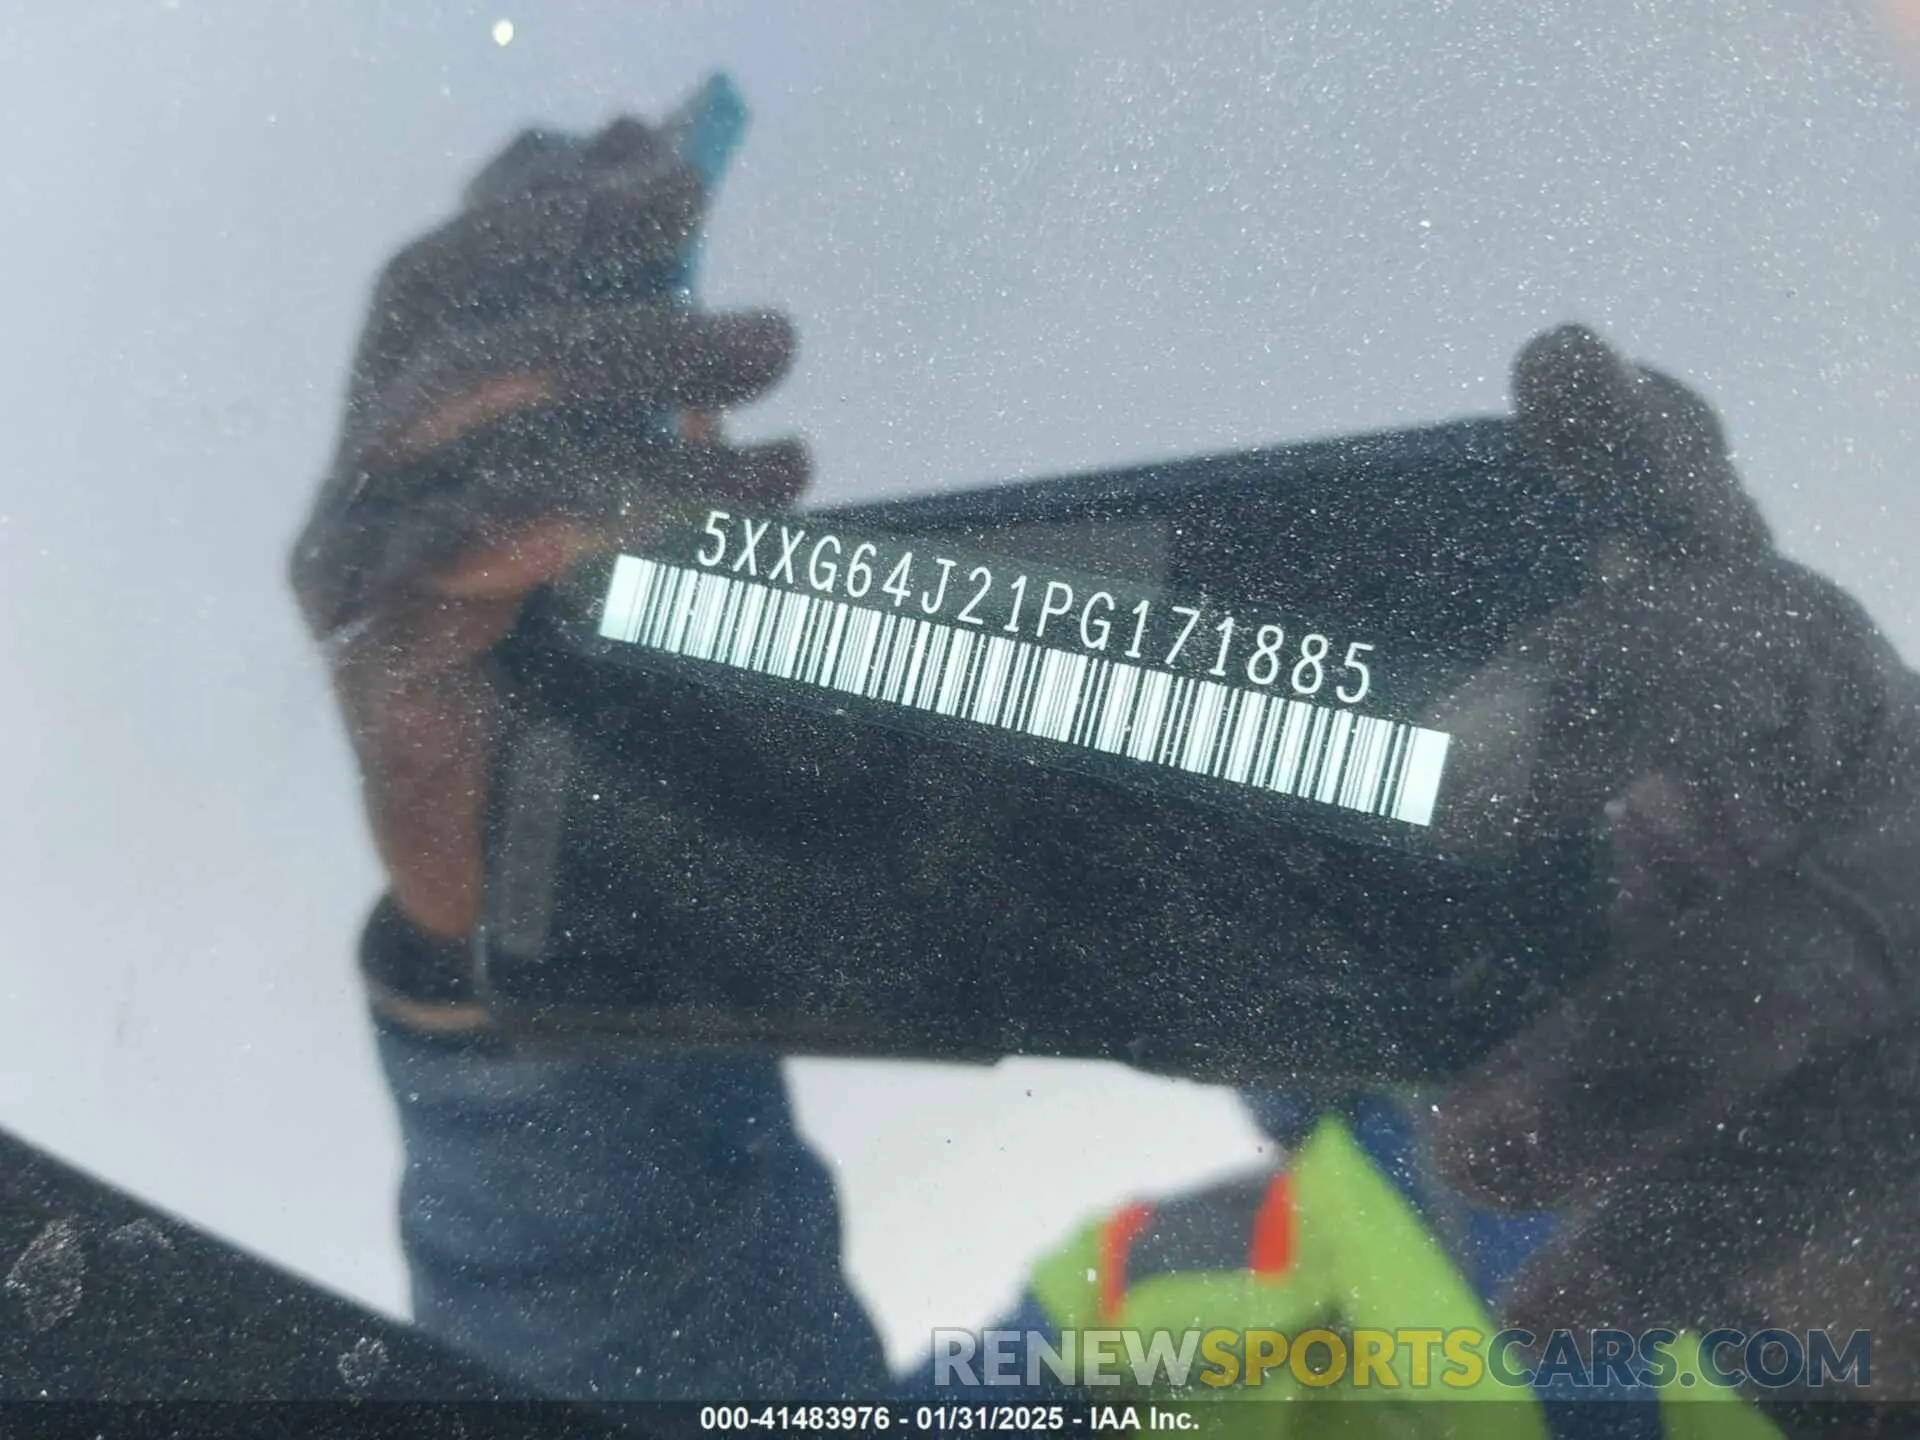 5XXG64J21PG171885
RENEWSPORTSCARS.COM
000-41483976 - 01/31/2025 - IAA Inc.